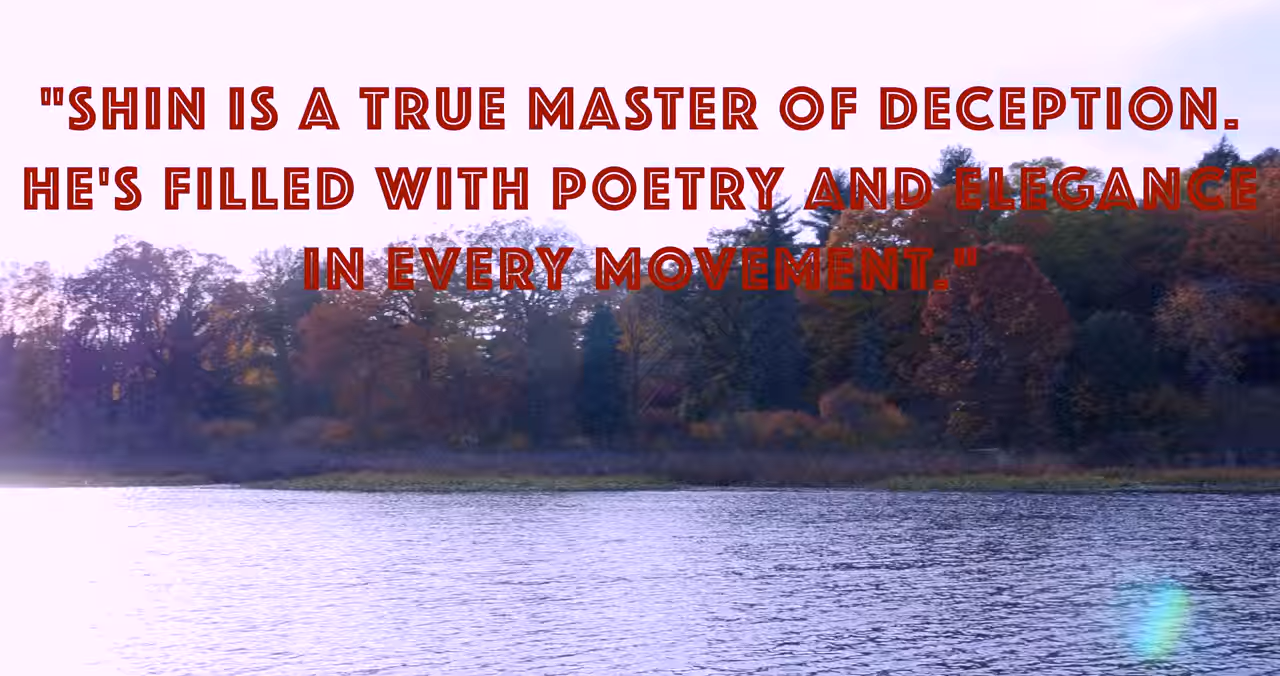 "SHIN IS A TRUE MASTER OF DECEPTION.
HE'S FILLED WITH POETRY AND ELEGANCE
IN EVERY MOVEMENT."